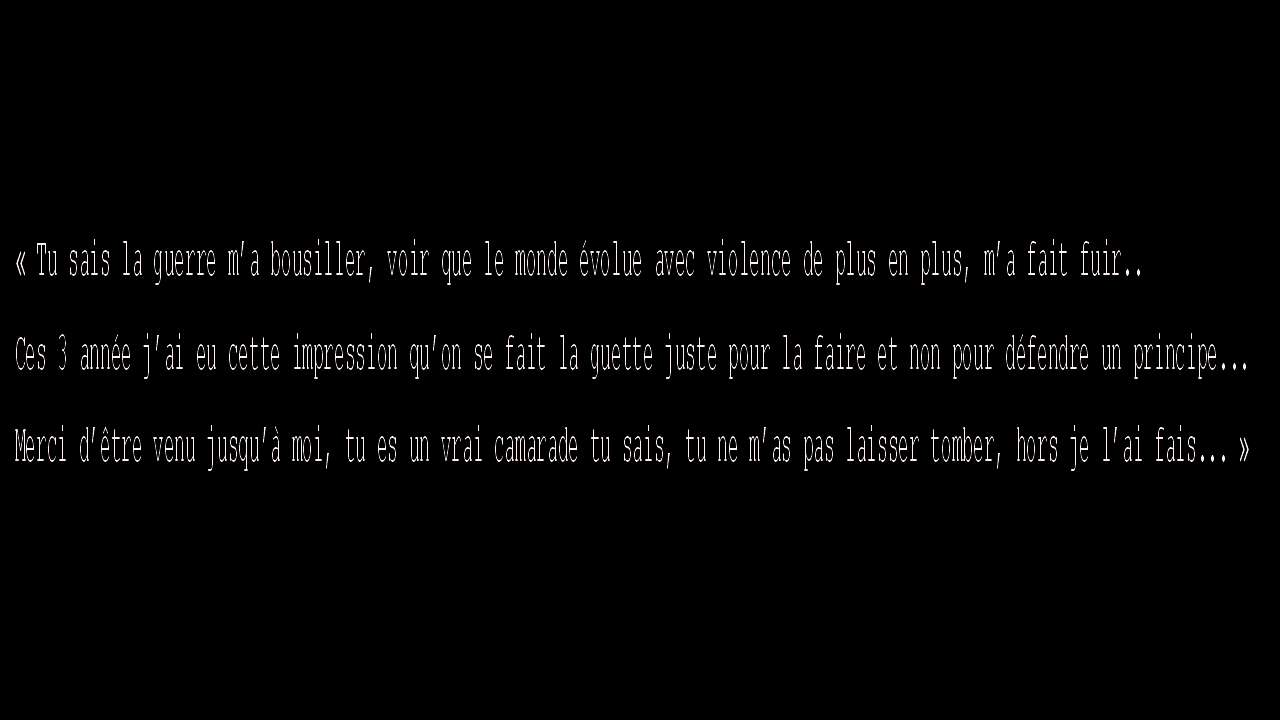 « Tu sais la guerre m'a bousiller, voir que le monde évolue avec violence de plus en plus, m'a fait fuir..
Ces 3 année j'ai eu cette impression qu'on se fait la guette juste pour la faire et non pour défendre un principe...
Merci d'être venu jusqu'à moi, tu es un vrai camarade tu sais, tu ne m'as pas laisser tomber, hors je l'ai fais... »